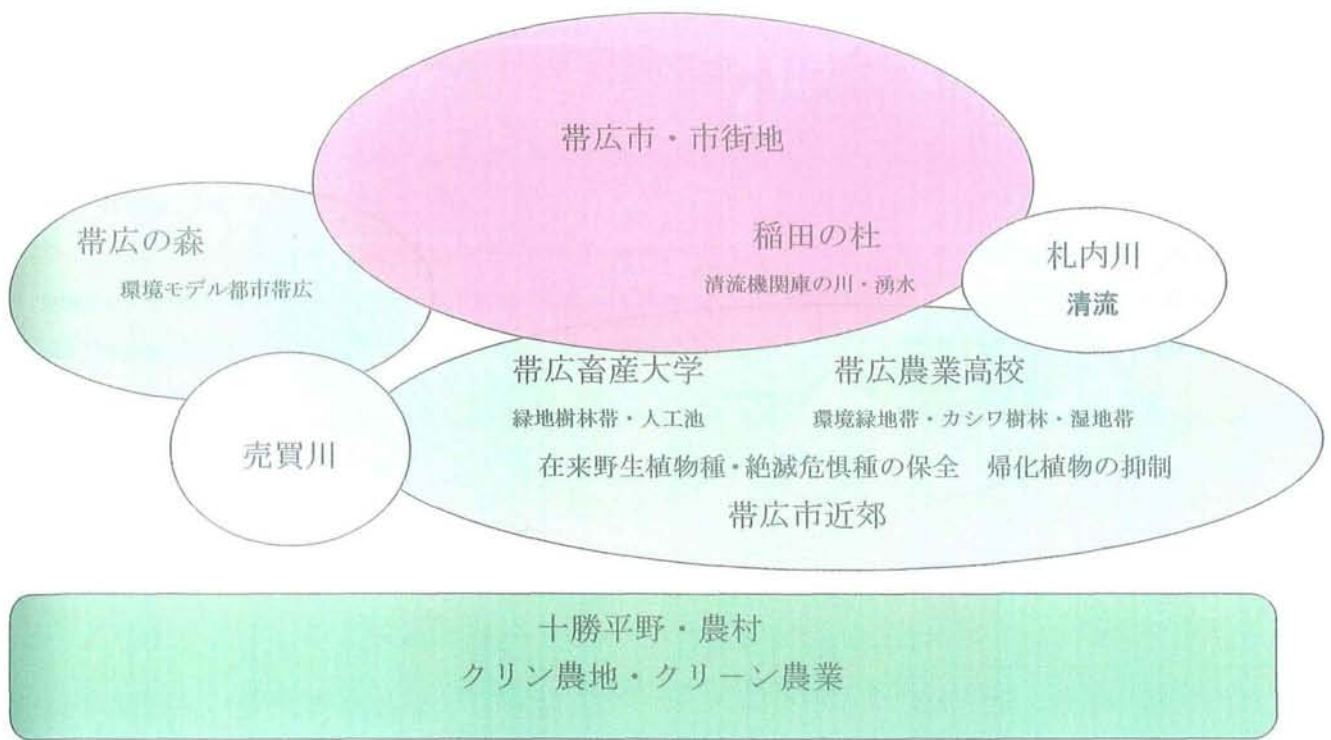 帯広市・市街地
帯広の森
環境モデル都市帯広
稲田の杜
清流機関庫の川・湧水
札内川
清流
帯広畜産大学
緑地樹林帯・人工池
帯広農業高校
環境緑地帯・カシワ樹林・湿地帯
売買川
在来野生植物種・絶滅危惧種の保全 帰化植物の抑制
帯広市近郊
十勝平野・農村
クリン農地・クリーン農業